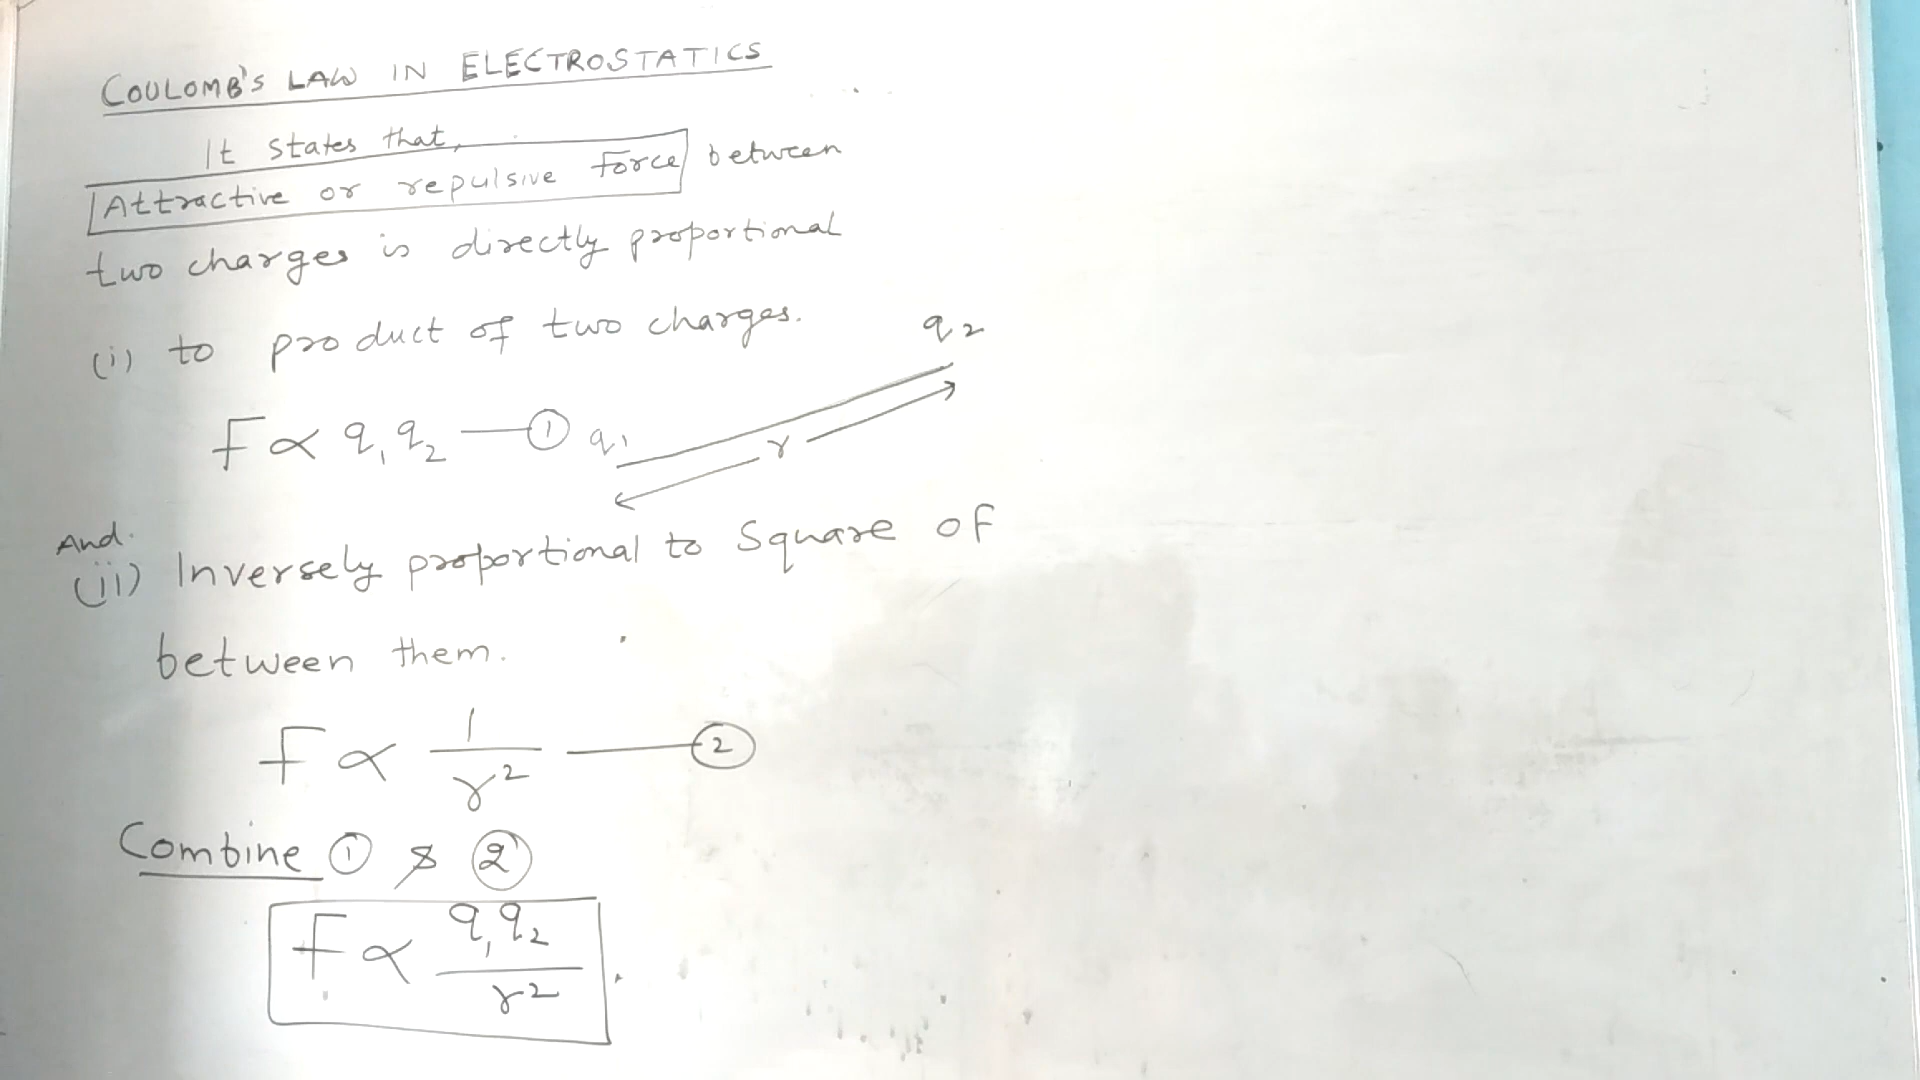 COULOMB'S LAW IN ELECTROSTATICS
It states that,
Attractive or repulsive force between
two charges is directly proportional
(i) to product of two charges.
q2
F ∝ q1 q2 — ① q1
r
And.
(ii) Inversely proportional to square of
between them.
F ∝ 1/r² — ②
Combine ① & ②
F ∝ q1q2/r².